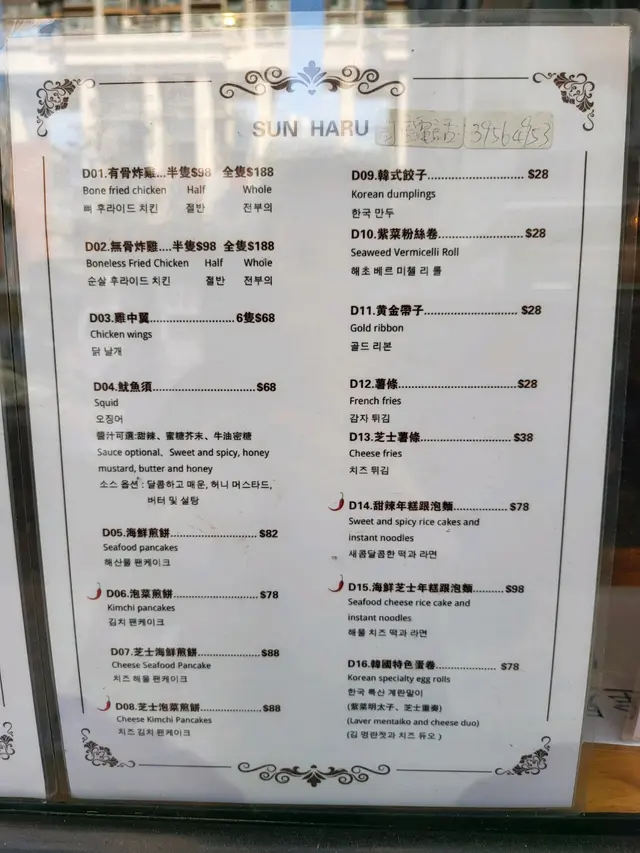 SUN HARU
電話 39564953
D01.有骨炸雞...半隻$98 全隻$188
Bone fried chicken Half Whole
뼈 후라이드 치킨 절반 전부의
D02.無骨炸雞....半隻$98 全隻$188
Boneless Fried Chicken Half Whole
순살 후라이드 치킨 절반 전부의
D03.雞中翼......................6隻$68
Chicken wings
닭 날개
D04.魷魚須...........................$68
Squid
오징어
醬汁可選:甜辣、蜜糖芥末、牛油密糖
Sauce optional、Sweet and spicy, honey
mustard, butter and honey
소스 옵션 : 달콤하고 매운, 허니 머스타드,
버터 및 설탕
D05.海鮮煎餅.......................$82
Seafood pancakes
해산물 팬케이크
D06.泡菜煎餅.......................$78
Kimchi pancakes
김치 팬케이크
D07.芝士海鮮煎餅...............$88
Cheese Seafood Pancake
치즈 해물 팬케이크
D08.芝士泡菜煎餅...............$88
Cheese Kimchi Pancakes
치즈 김치 팬케이크
D09.韓式餃子.........................$28
Korean dumplings
한국 만두
D10.紫菜粉絲卷.....................$28
Seaweed Vermicelli Roll
해초 베르 미첼 리 롤
D11.黄金帶子.......................$28
Gold ribbon
골드 리본
D12.薯條...............................$28
French fries
감자 튀김
D13.芝士薯條.......................$38
Cheese fries
치즈 튀김
D14.甜辣年糕跟泡麵..............$78
Sweet and spicy rice cakes and
instant noodles
새콤달콤한 떡과 라면
D15.海鮮芝士年糕跟泡麵.......$98
Seafood cheese rice cake and
instant noodles
해물 치즈 떡과 라면
D16.韓國特色蛋卷................$78
Korean specialty egg rolls
한국 특산 계란말이
(紫菜明太子、芝士重奏)
(Laver mentaiko and cheese duo)
(김 명란젓과 치즈 듀오 )